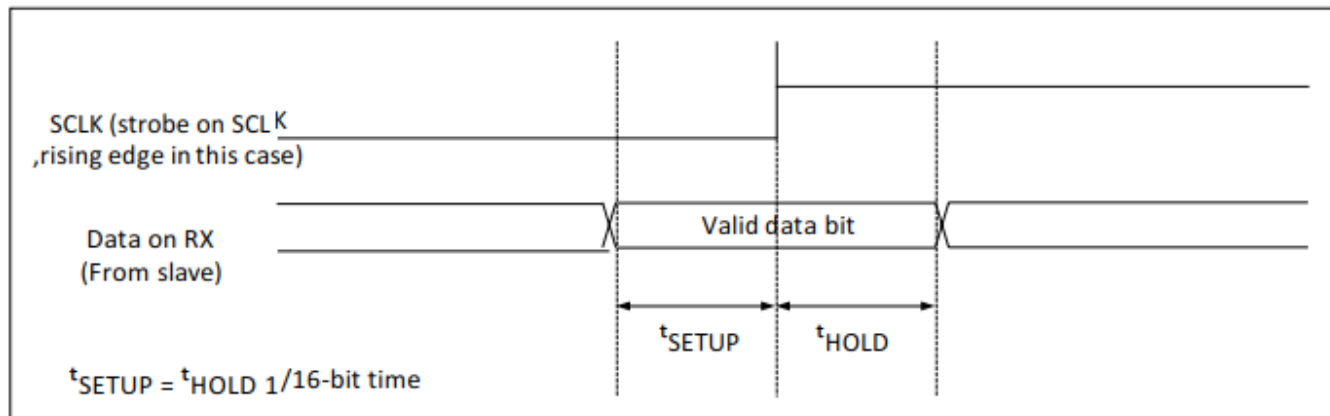 SCLK (strobe on SCLK
,rising edge in this case)
Valid data bit
Data on RX
(From slave)
tSETUP
tHOLD
tSETUP = tHOLD 1/16-bit time